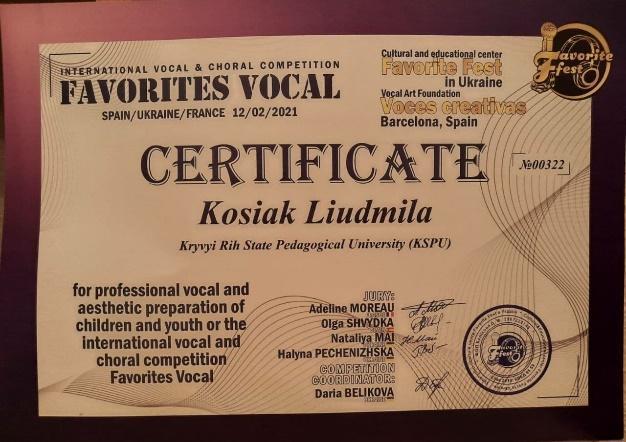 INTERNATIONAL VOCAL & CHORAL COMPETITION
FAVORITES VOCAL
SPAIN/UKRAINE/FRANCE 12/02/2021
Cultural and educational center
Favorite Fest
in Ukraine
Vocal Art Foundation
Voces creativas
Barcelona, Spain
Favorite
Fest
CERTIFICATE
№00322
Kosiak Liudmila
Kryvyi Rih State Pedagogical University (KSPU)
for professional vocal and
aesthetic preparation of
children and youth or the
international vocal and
choral competition
Favorites Vocal
JURY:
Adeline MOREAU
Olga SHVYDKA
Nataliya MAI
Halyna PECHENIZHSKA
COMPETITION
COORDINATOR:
Daria BELIKOVA
Favorite
Fest